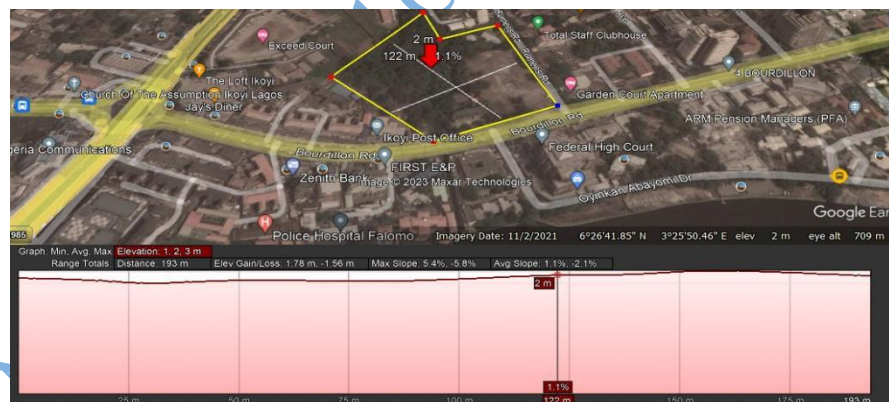 Exceed Court
Total Staff Clubhouse
2 m
122 m 1.1%
The Loft Ikoyi
4 BOURDILLON
Church Of The Assumption Ikoyi Lagos
Jay's Diner
Garden Court Apartment
ARM Pension Managers (PFA)
Ikoyi Post Office
Bourdillon Rd
Federal High Court
geria Communications
Bourdillon Rd
FIRST E&P
Zenith Bank
Image © 2023 Maxar Technologies
Oyinkan Abayomi Dr
Google Ear
Police Hospital Falomo
985
Imagery Date: 11/2/2021 6°26'41.85" N 3°25'50.46" E elev 2 m eye alt 709 m
Graph: Min, Avg, Max Elevation: 1, 2, 3 m
Range Totals: Distance: 193 m Elev Gain/Loss: 1.78 m, -1.56 m Max Slope: 5.4%, -5.8% Avg Slope: 1.1%, -2.1%
2 m
1.1%
25 m 50 m 75 m 100 m 122 m 150 m 175 m 193 m